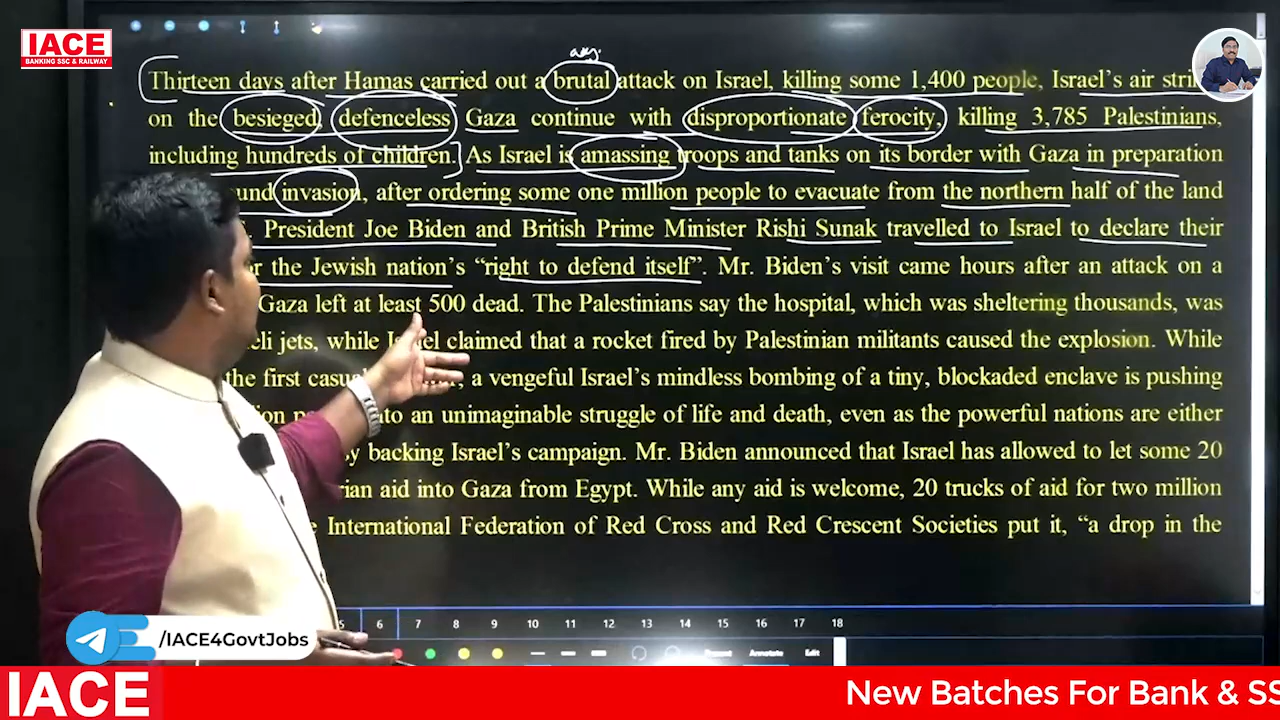 IACE
BANKING SSC & RAILWAY
adj.
Thirteen days after Hamas carried out a brutal attack on Israel, killing some 1,400 people, Israel's air
on the besieged, defenceless Gaza continue with disproportionate ferocity, killing 3,785 Palestinians,
including hundreds of children. As Israel is amassing troops and tanks on its border with Gaza in preparation
invasion, after ordering some one million people to evacuate from the northern half of the land
President Joe Biden and British Prime Minister Rishi Sunak travelled to Israel to declare their
the Jewish nation's “right to defend itself”. Mr. Biden's visit came hours after an attack on a
Gaza left at least 500 dead. The Palestinians say the hospital, which was sheltering thousands, was
jets, while claimed that a rocket fired by Palestinian militants caused the explosion. While
the first a vengeful Israel's mindless bombing of a tiny, blockaded enclave is pushing
an unimaginable struggle of life and death, even as the powerful nations are either
backing Israel's campaign. Mr. Biden announced that Israel has allowed to let some 20
aid into Gaza from Egypt. While any aid is welcome, 20 trucks of aid for two million
International Federation of Red Cross and Red Crescent Societies put it, “a drop in the
5 6 7 8 9 10 11 12 13 14 15 16 17 18
Annotate Edit
/IACE4GovtJobs
IACE
New Batches For Bank & SS